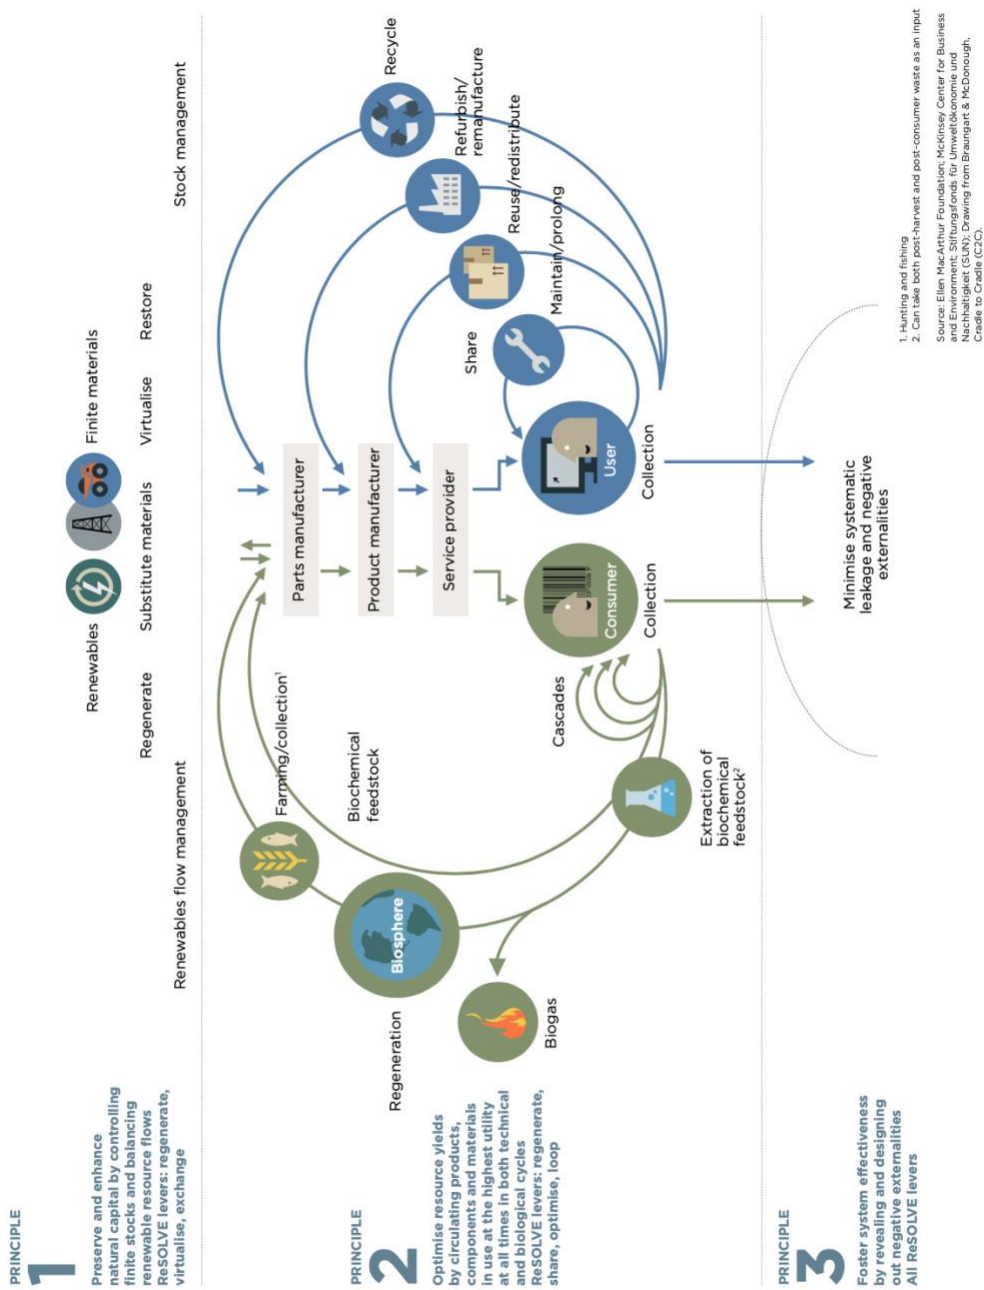 PRINCIPLE
1
Preserve and enhance
natural capital by controlling
finite stocks and balancing
renewable resource flows
ReSOLVE levers: regenerate,
virtualise, exchange
Renewables
Finite materials
Regenerate
Substitute materials
Virtualise
Restore
Renewables flow management
Stock management
PRINCIPLE
2
Optimise resource yields
by circulating products,
components and materials
in use at the highest utility
at all times in both technical
and biological cycles
ReSOLVE levers: regenerate,
share, optimise, loop
Farming/collection¹
Biochemical
feedstock
Regeneration
Biosphere
Biogas
Cascades
Extraction of
biochemical
feedstock²
Parts manufacturer
Product manufacturer
Service provider
Consumer
Collection
User
Collection
Share
Maintain/prolong
Reuse/redistribute
Refurbish/
remanufacture
Recycle
PRINCIPLE
3
Foster system effectiveness
by revealing and designing
out negative externalities
All ReSOLVE levers
Minimise systematic
leakage and negative
externalities
1. Hunting and fishing
2. Can take both post-harvest and post-consumer waste as an input
Source: Ellen MacArthur Foundation; McKinsey Center for Business
and Environment; Stiftungsfonds für Umweltökonomie und
Nachhaltigkeit (SUN); Drawing from Braungart & McDonough,
Cradle to Cradle (C2C).